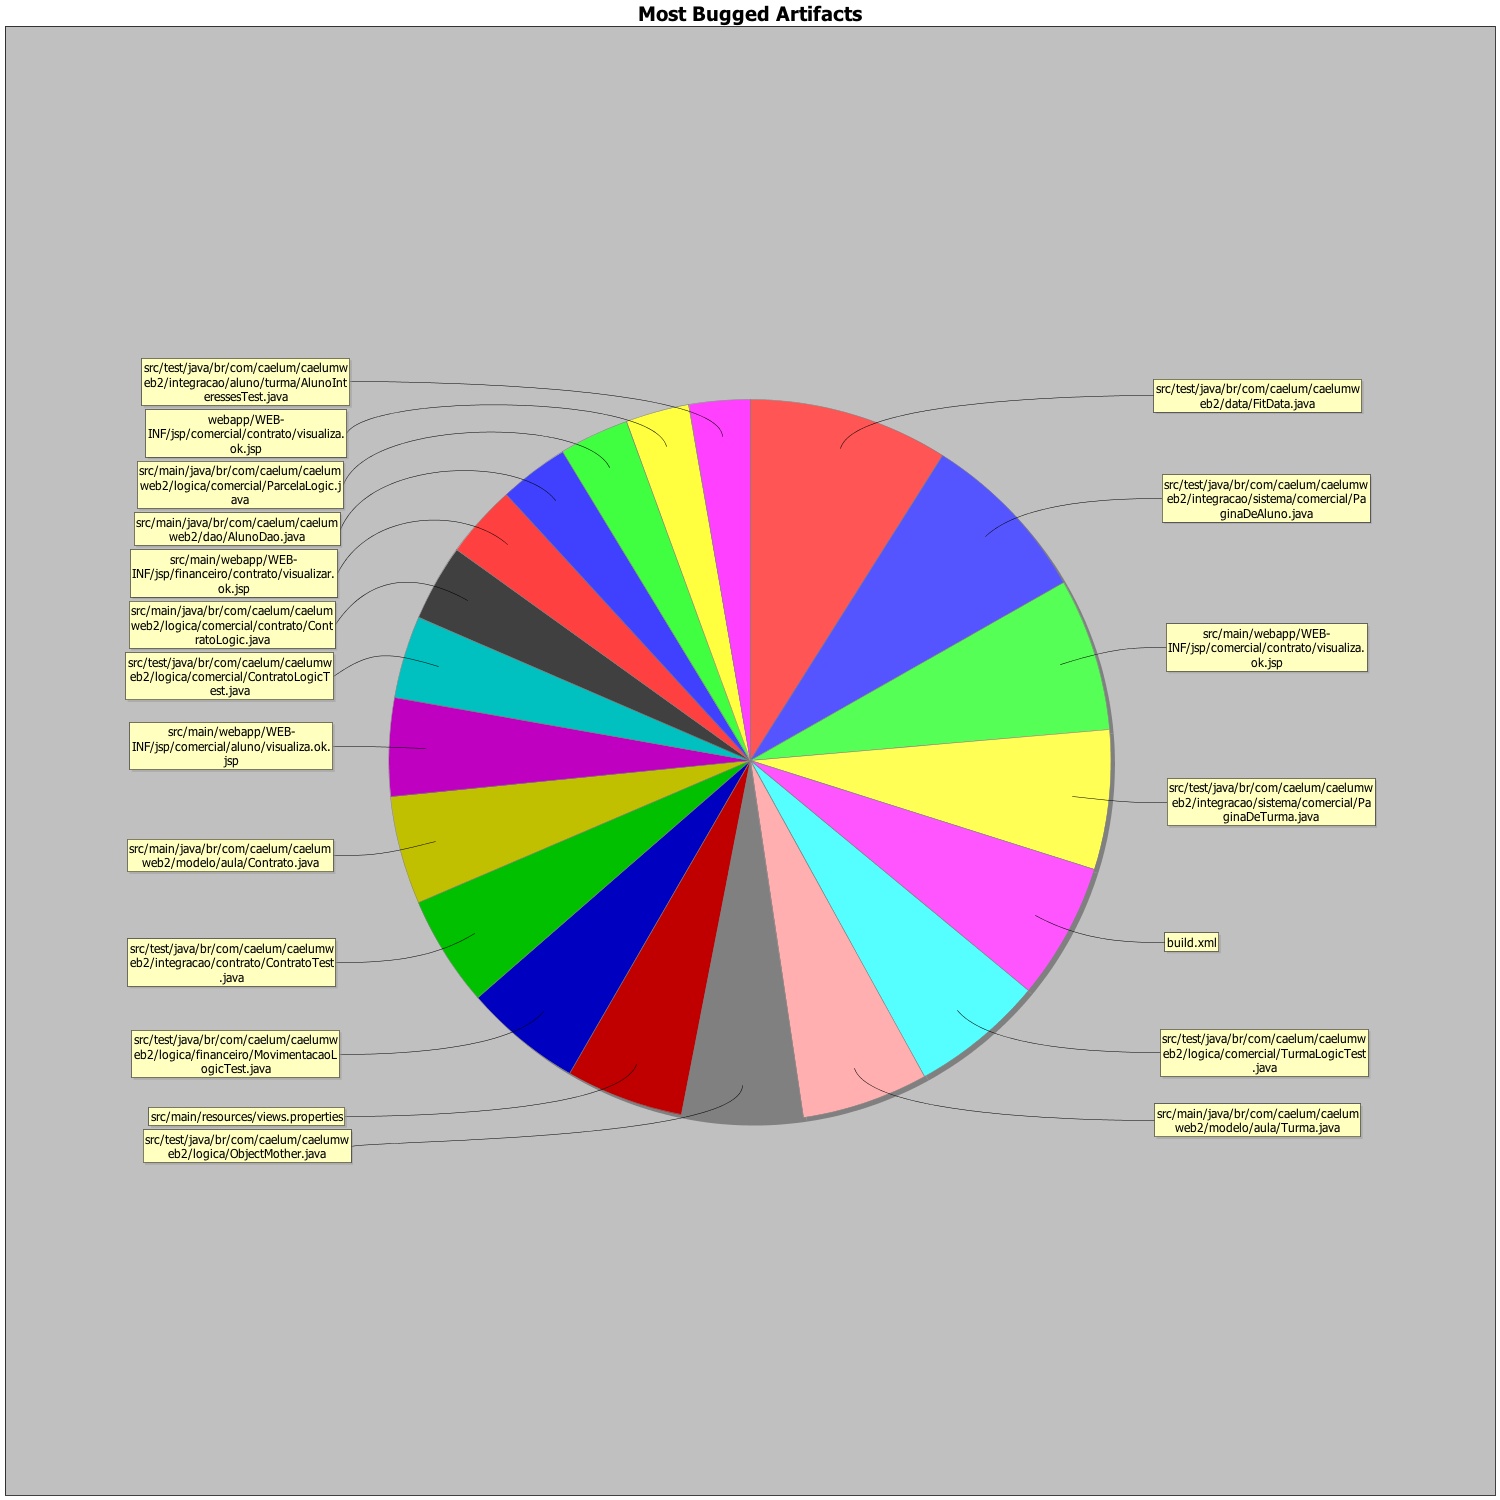 Most Bugged Artifacts
src/test/java/br/com/caelum/caelumw
eb2/integracao/aluno/turma/AlunoInt
eressesTest.java
webapp/WEB-
INF/jsp/comercial/contrato/visualiza.
ok.jsp
src/main/java/br/com/caelum/caelum
web2/logica/comercial/ParcelaLogic.j
ava
src/main/java/br/com/caelum/caelum
web2/dao/AlunoDao.java
src/main/webapp/WEB-
INF/jsp/financeiro/contrato/visualizar.
ok.jsp
src/main/java/br/com/caelum/caelum
web2/logica/comercial/contrato/Cont
ratoLogic.java
src/test/java/br/com/caelum/caelumw
eb2/logica/comercial/ContratoLogicT
est.java
src/main/webapp/WEB-
INF/jsp/comercial/aluno/visualiza.ok.
jsp
src/main/java/br/com/caelum/caelum
web2/modelo/aula/Contrato.java
src/test/java/br/com/caelum/caelumw
eb2/integracao/contrato/ContratoTest
.java
src/test/java/br/com/caelum/caelumw
eb2/logica/financeiro/MovimentacaoL
ogicTest.java
src/main/resources/views.properties
src/test/java/br/com/caelum/caelumw
eb2/logica/ObjectMother.java
src/test/java/br/com/caelum/caelumw
eb2/data/FitData.java
src/test/java/br/com/caelum/caelumw
eb2/integracao/sistema/comercial/Pa
ginaDeAluno.java
src/main/webapp/WEB-
INF/jsp/comercial/contrato/visualiza.
ok.jsp
src/test/java/br/com/caelum/caelumw
eb2/integracao/sistema/comercial/Pa
ginaDeTurma.java
build.xml
src/test/java/br/com/caelum/caelumw
eb2/logica/comercial/TurmaLogicTest
.java
src/main/java/br/com/caelum/caelum
web2/modelo/aula/Turma.java